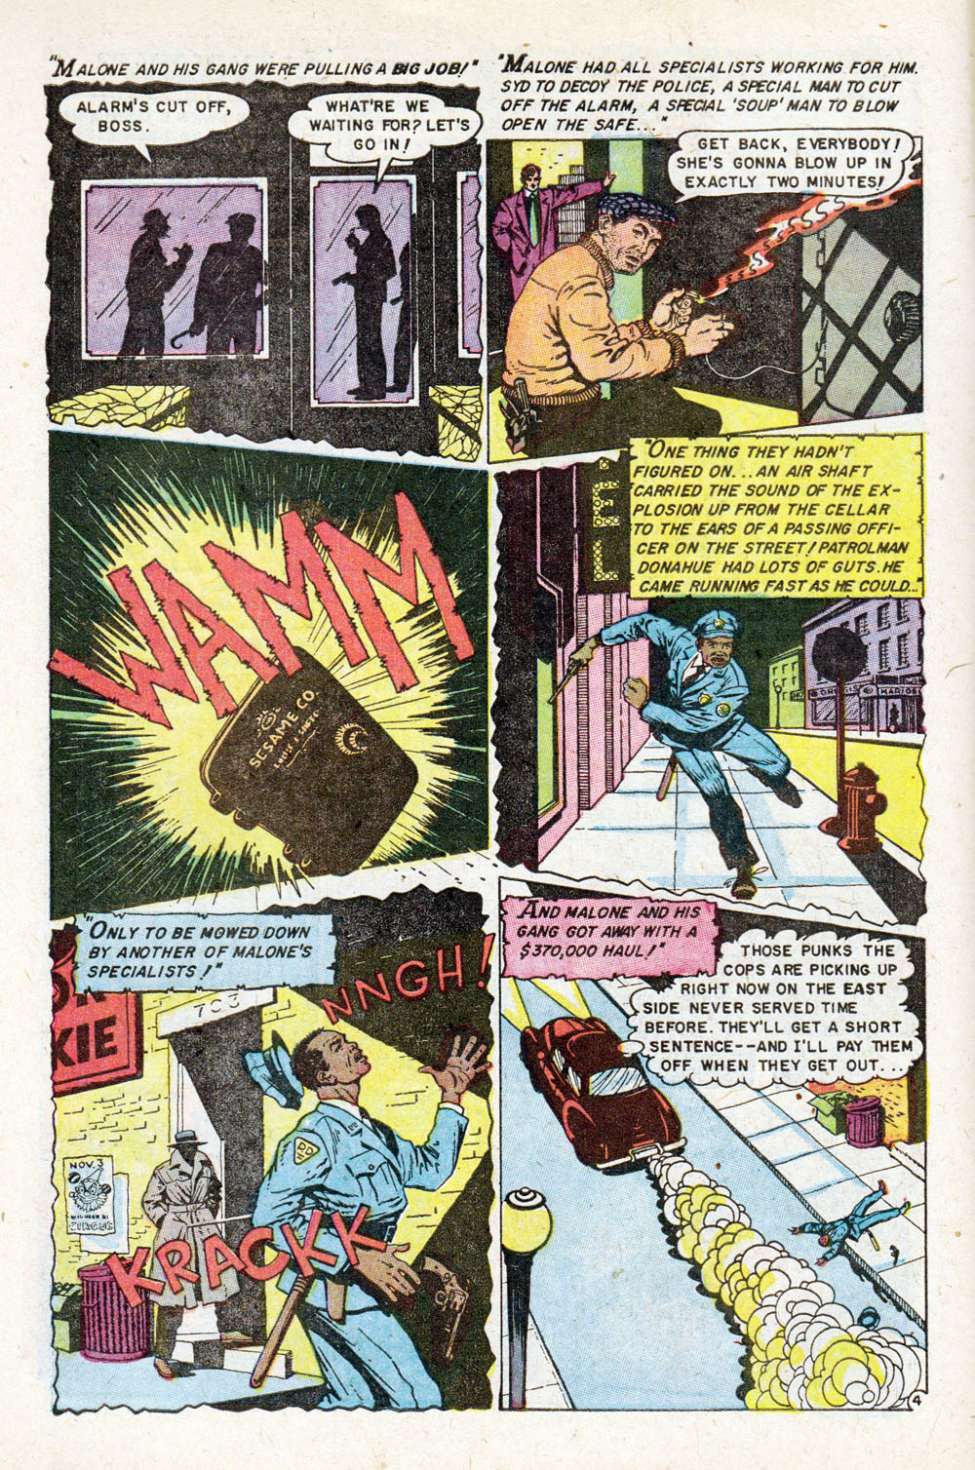 "MALONE AND HIS GANG WERE PULLING A BIG JOB!"
ALARM'S CUT OFF,
BOSS.
WHAT'RE WE
WAITING FOR? LET'S
GO IN!
"MALONE HAD ALL SPECIALISTS WORKING FOR HIM.
SYD TO DECOY THE POLICE, A SPECIAL MAN TO CUT
OFF THE ALARM, A SPECIAL 'SOUP' MAN TO BLOW
OPEN THE SAFE..."
GET BACK, EVERYBODY!
SHE'S GONNA BLOW UP IN
EXACTLY TWO MINUTES!
WAMM
SESAME CO.
"ONE THING THEY HADN'T
FIGURED ON... AN AIR SHAFT
CARRIED THE SOUND OF THE EX-
PLOSION UP FROM THE CELLAR
TO THE EARS OF A PASSING OFFI-
CER ON THE STREET! PATROLMAN
DONAHUE HAD LOTS OF GUTS. HE
CAME RUNNING FAST AS HE COULD..."
EL
"ONLY TO BE MOWED DOWN
BY ANOTHER OF MALONE'S
SPECIALISTS!"
NNGH!
703
KIE
NOV. 3
CIRCUS
PD
KRACKK
"AND MALONE AND HIS
GANG GOT AWAY WITH A
$370,000 HAUL!"
THOSE PUNKS THE
COPS ARE PICKING UP
RIGHT NOW ON THE EAST
SIDE NEVER SERVED TIME
BEFORE. THEY'LL GET A SHORT
SENTENCE--AND I'LL PAY THEM
OFF WHEN THEY GET OUT...
4